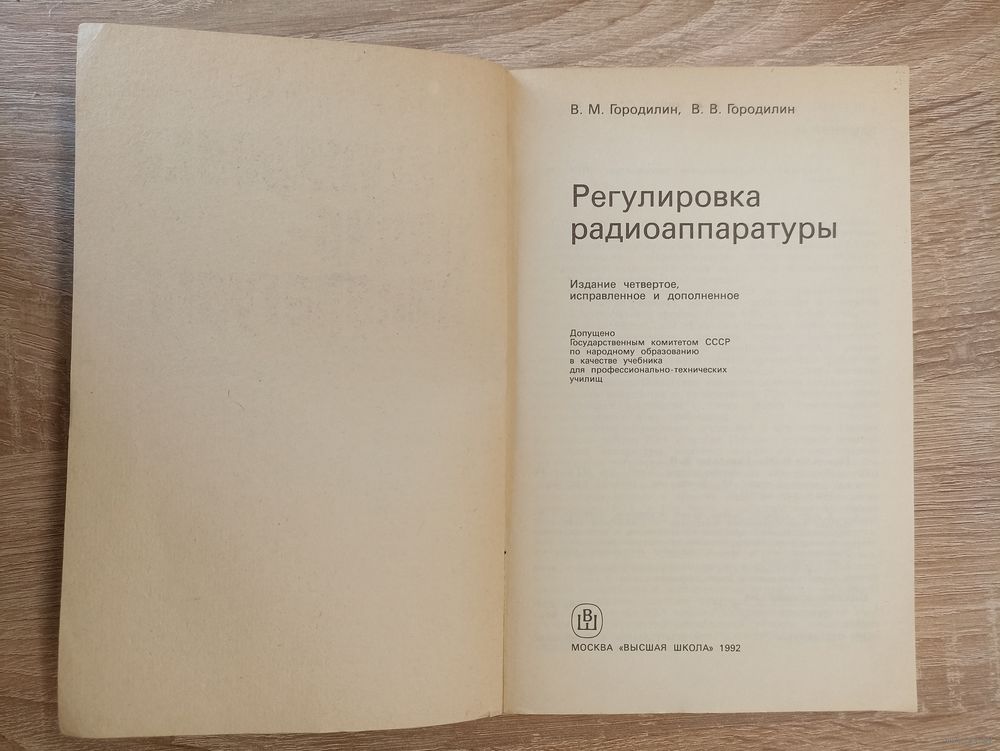 В. М. Городилин, В. В. Городилин
Регулировка
радиоаппаратуры
Издание четвертое,
исправленное и дополненное
Допущено
Государственным комитетом СССР
по народному образованию
в качестве учебника
для профессионально-технических
училищ
В
Ш
МОСКВА «ВЫСШАЯ ШКОЛА» 1992